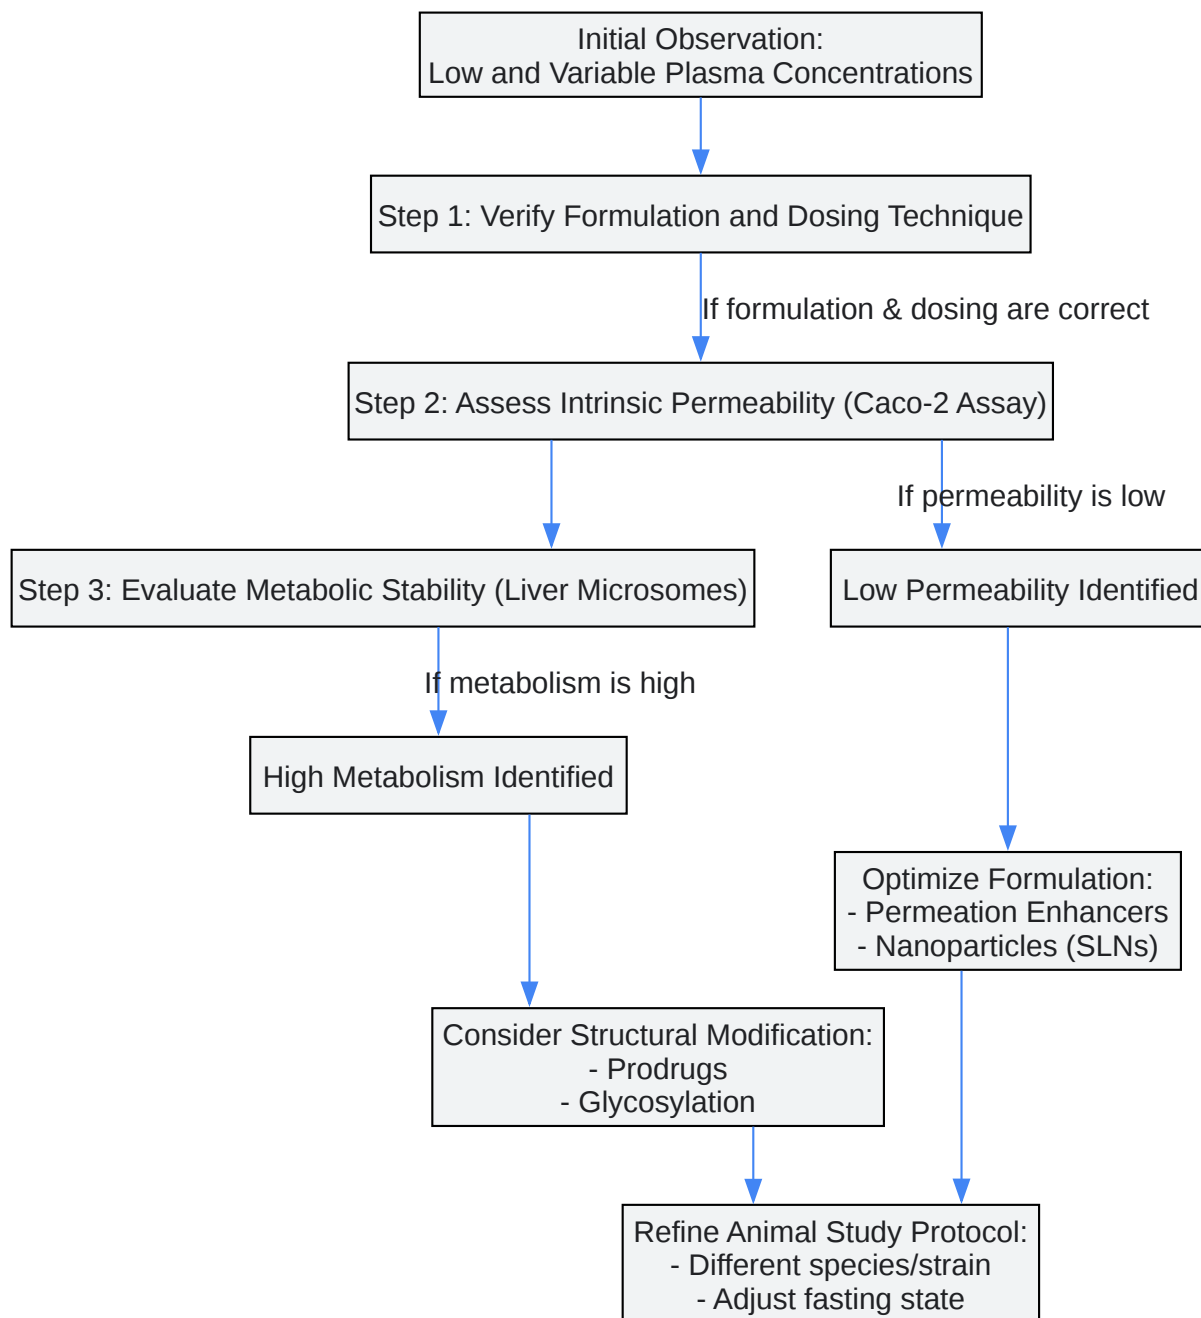 Initial Observation:
Low and Variable Plasma Concentrations
Step 1: Verify Formulation and Dosing Technique
If formulation & dosing are correct
Step 2: Assess Intrinsic Permeability (Caco-2 Assay)
If permeability is low
Step 3: Evaluate Metabolic Stability (Liver Microsomes)
Low Permeability Identified
If metabolism is high
High Metabolism Identified
Optimize Formulation:
- Permeation Enhancers
- Nanoparticles (SLNs)
Consider Structural Modification:
- Prodrugs
- Glycosylation
Refine Animal Study Protocol:
- Different species/strain
- Adjust fasting state